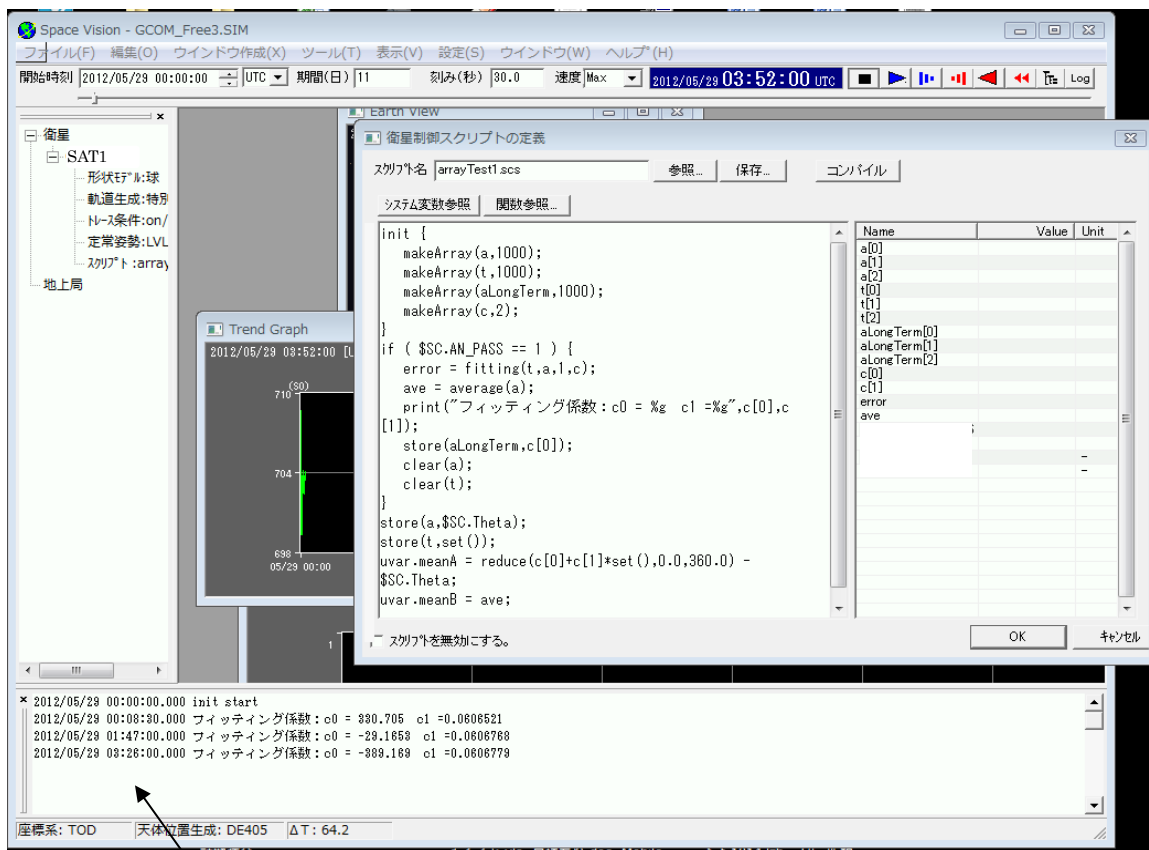 Space Vision - GCOM_Free3.SIM
ファイル(F) 編集(O) ウインドウ作成(X) ツール(T) 表示(V) 設定(S) ウインドウ(W) ヘルプ(H)
開始時刻 2012/05/29 00:00:00 UTC 期間(日) 11 刻み(秒) 30.0 速度 Max 2012/05/29 03:52:00 UTC Log
Earth View
衛星
SAT1
形状モデル:球
軌道生成:特別
トレース条件:on/
定常姿勢:LVL
スクリプト:array
地上局
Trend Graph
2012/05/29 03:52:00 [U
(S0)
710
704
698
05/29 00:00
1
衛星制御スクリプトの定義
スクリプト名 arrayTest1.scs 参照... 保存... コンパイル
システム変数参照 関数参照...
init {
makeArray(a,1000);
makeArray(t,1000);
makeArray(aLongTerm,1000);
makeArray(c,2);
}
if ( $SC.AN_PASS == 1 ) {
error = fitting(t,a,1,c);
ave = average(a);
print("フィッティング係数：c0 = %g c1 =%g",c[0],c
[1]);
store(aLongTerm,c[0]);
clear(a);
clear(t);
}
store(a,$SC.Theta);
store(t,set());
uvar.meanA = reduce(c[0]+c[1]*set(),0.0,360.0) -
$SC.Theta;
uvar.meanB = ave;
Name Value Unit
a[0]
a[1]
a[2]
t[0]
t[1]
t[2]
aLongTerm[0]
aLongTerm[1]
aLongTerm[2]
c[0]
c[1]
error
ave
-
-
スクリプトを無効にする。
OK キャンセル
2012/05/29 00:00:00.000 init start
2012/05/29 00:08:30.000 フィッティング係数：c0 = 330.705 c1 =0.0606521
2012/05/29 01:47:00.000 フィッティング係数：c0 = -29.1653 c1 =0.0606768
2012/05/29 03:26:00.000 フィッティング係数：c0 = -389.169 c1 =0.0606779
座標系: TOD 天体位置生成: DE405 ΔT: 64.2